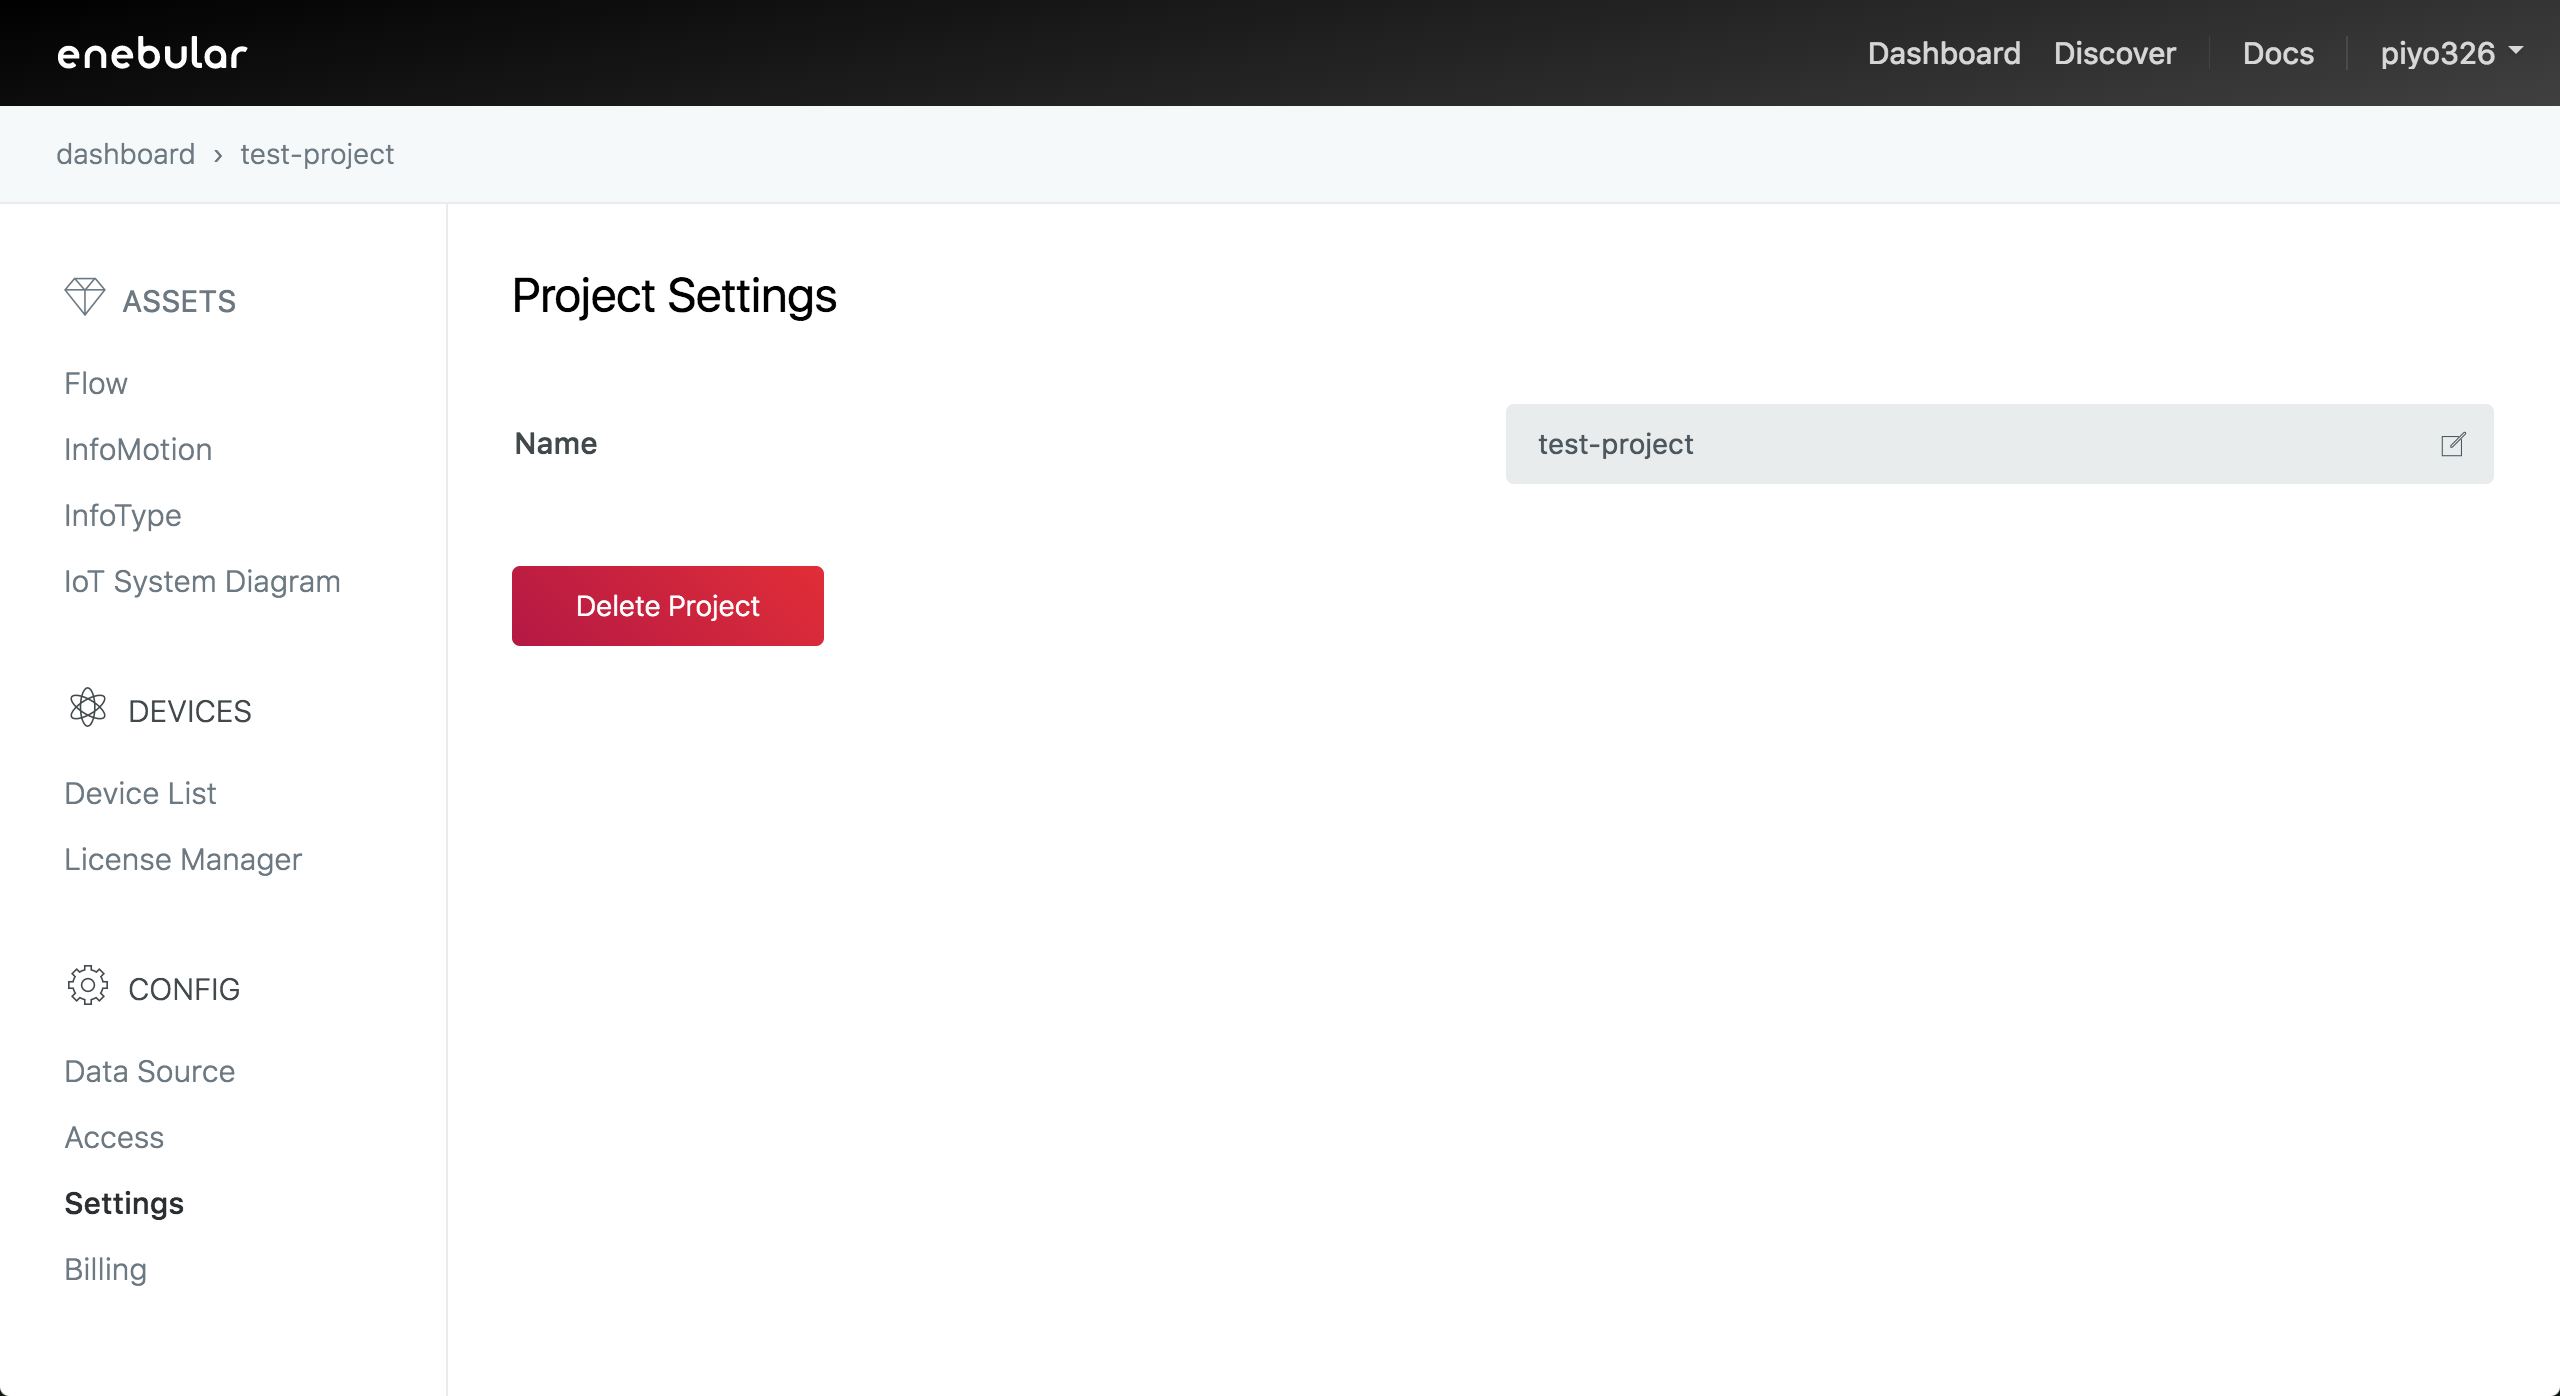 enebular
Dashboard Discover Docs piyo326
dashboard › test-project
ASSETS
Flow
InfoMotion
InfoType
IoT System Diagram
DEVICES
Device List
License Manager
CONFIG
Data Source
Access
Settings
Billing
Project Settings
Name
test-project
Delete Project